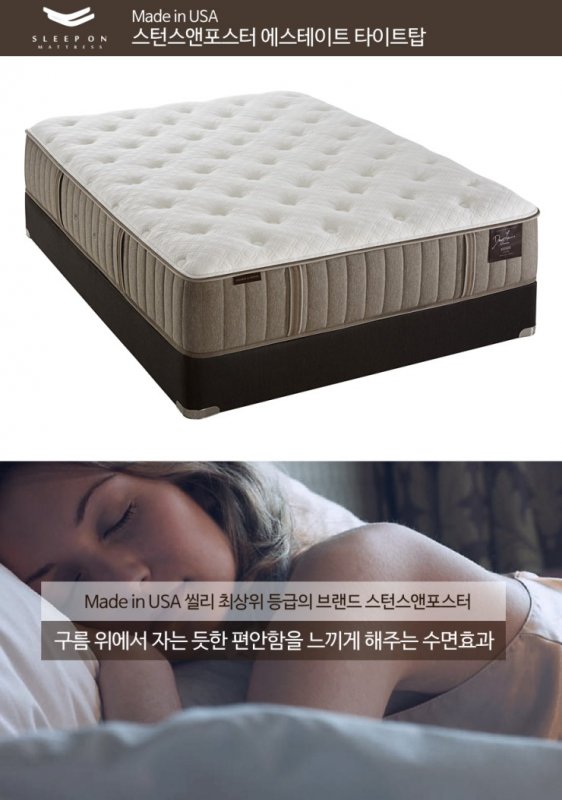 SLEEPON
MATTRESS
Made in USA
스턴스앤포스터 에스테이트 타이트탑
Made in USA 씰리 최상위 등급의 브랜드 스턴스앤포스터
구름 위에서 자는 듯한 편안함을 느끼게 해주는 수면효과